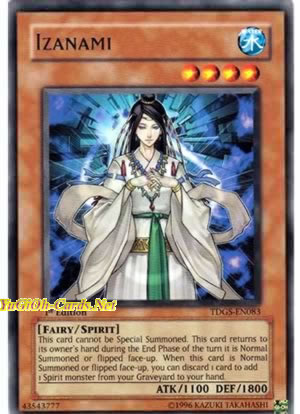 IZANAMI
水
YuGiOh-Cards.Net
1st Edition
TDGS-EN083
[FAIRY/SPIRIT]
This card cannot be Special Summoned. This card returns to
its owner's hand during the End Phase of the turn it is Normal
Summoned or flipped face-up. When this card is Normal
Summoned or flipped face-up, you can discard 1 card to add
1 Spirit monster from your Graveyard to your hand.
ATK/1100 DEF/1800
43543777
©1996 KAZUKI TAKAHASHI